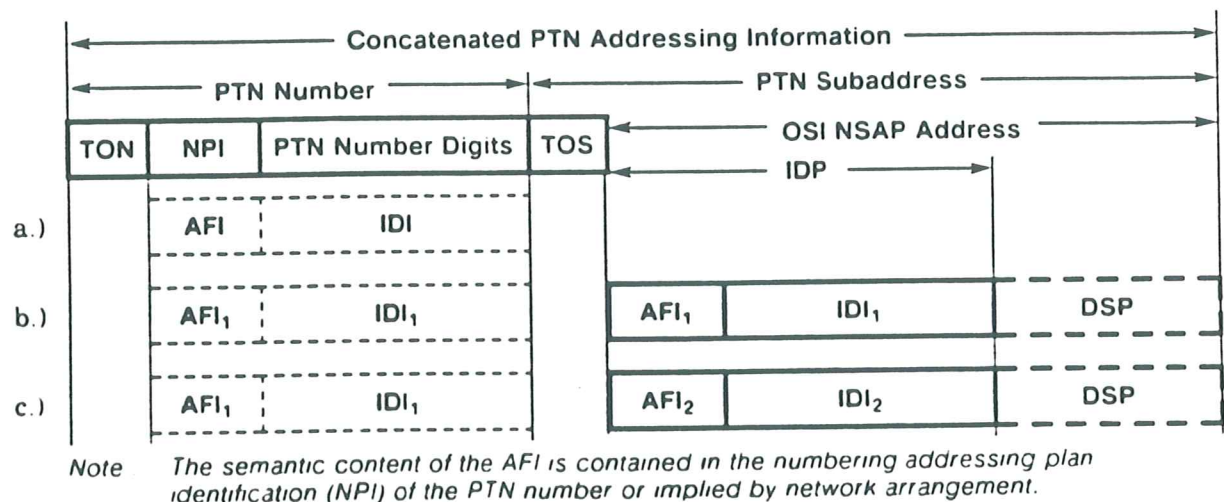 Concatenated PTN Addressing Information
PTN Number PTN Subaddress
TON NPI PTN Number Digits TOS OSI NSAP Address
IDP
a.) AFI IDI
b.) AFI₁ IDI₁ AFI₁ IDI₁ DSP
c.) AFI₁ IDI₁ AFI₂ IDI₂ DSP
Note The semantic content of the AFI is contained in the numbering addressing plan
identification (NPI) of the PTN number or implied by network arrangement.